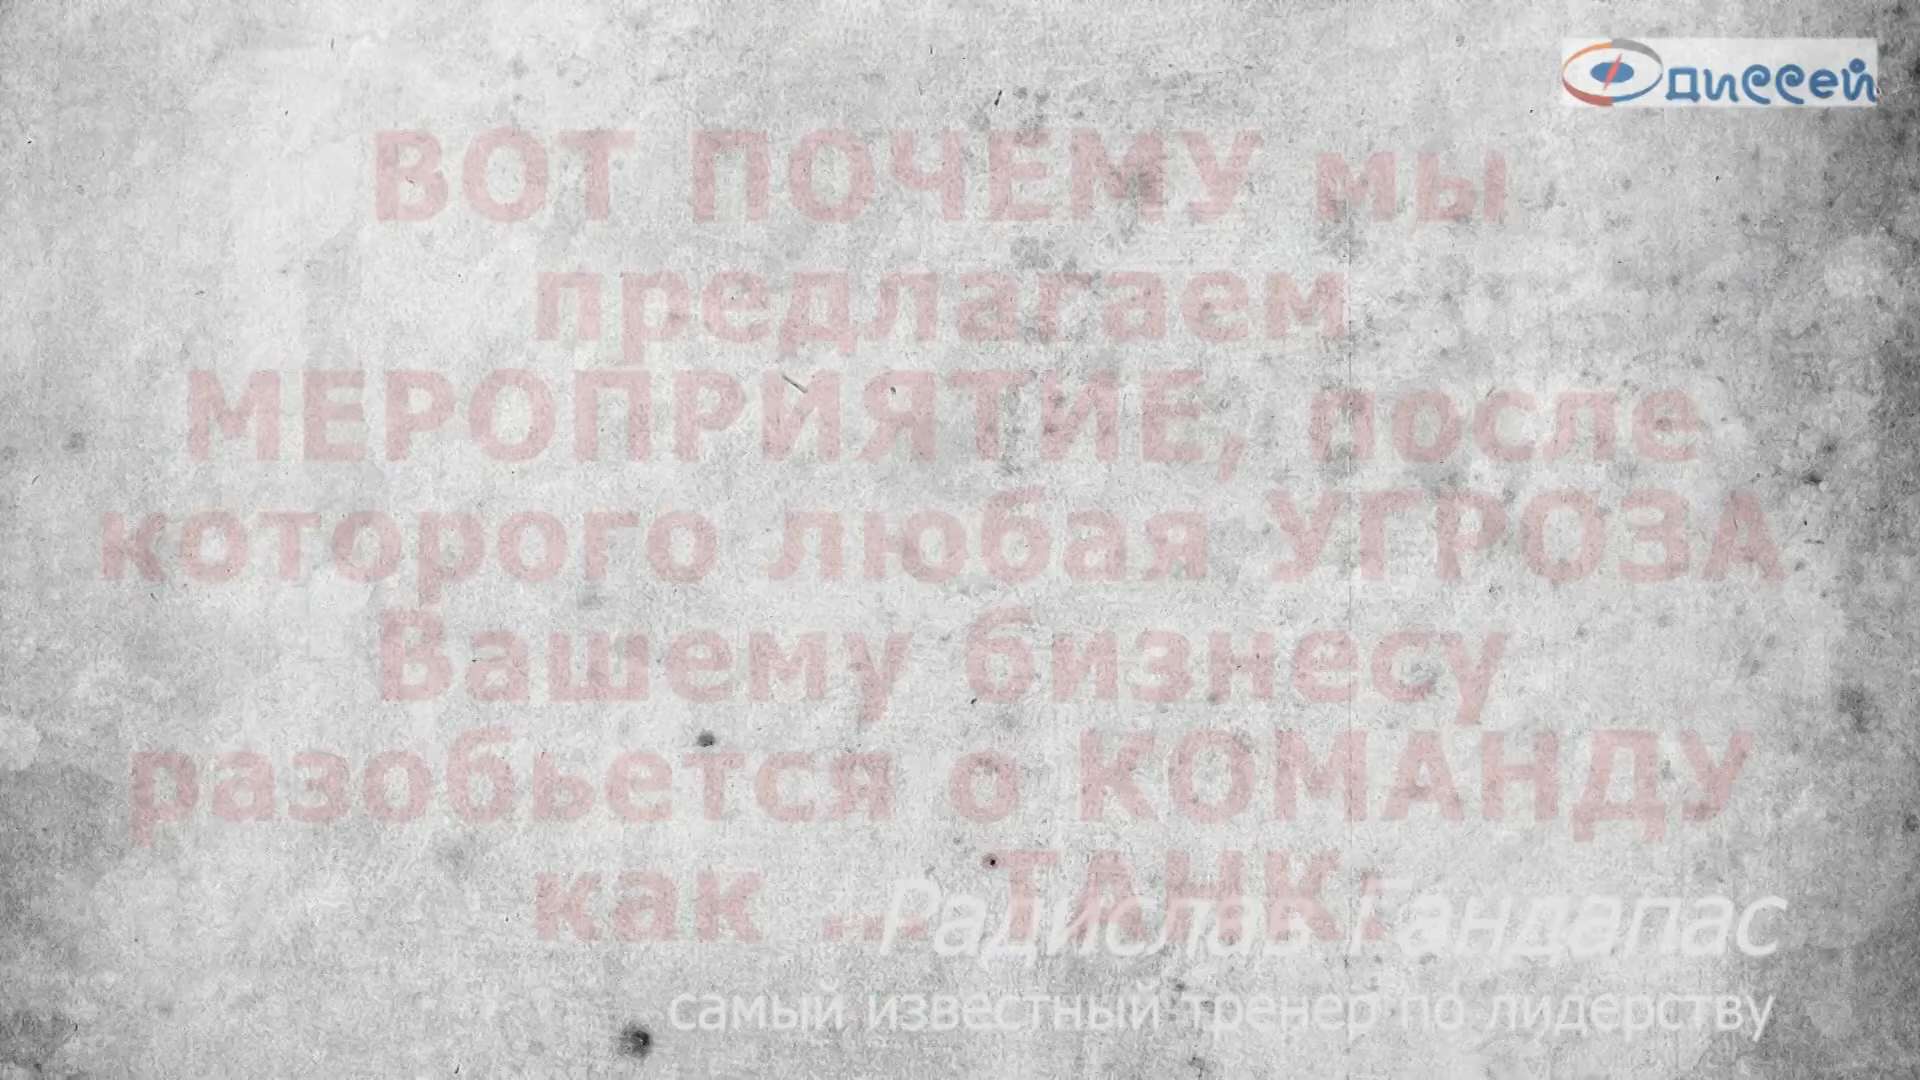 Одиссей
ВОТ ПОЧЕМУ мы
предлагаем
МЕРОПРИЯТИЕ, после
которого любая УГРОЗА
Вашему бизнесу
разобьется о КОМАНДУ
как ... ТАНК:
Радислав Гандапас
самый известный тренер по лидерству